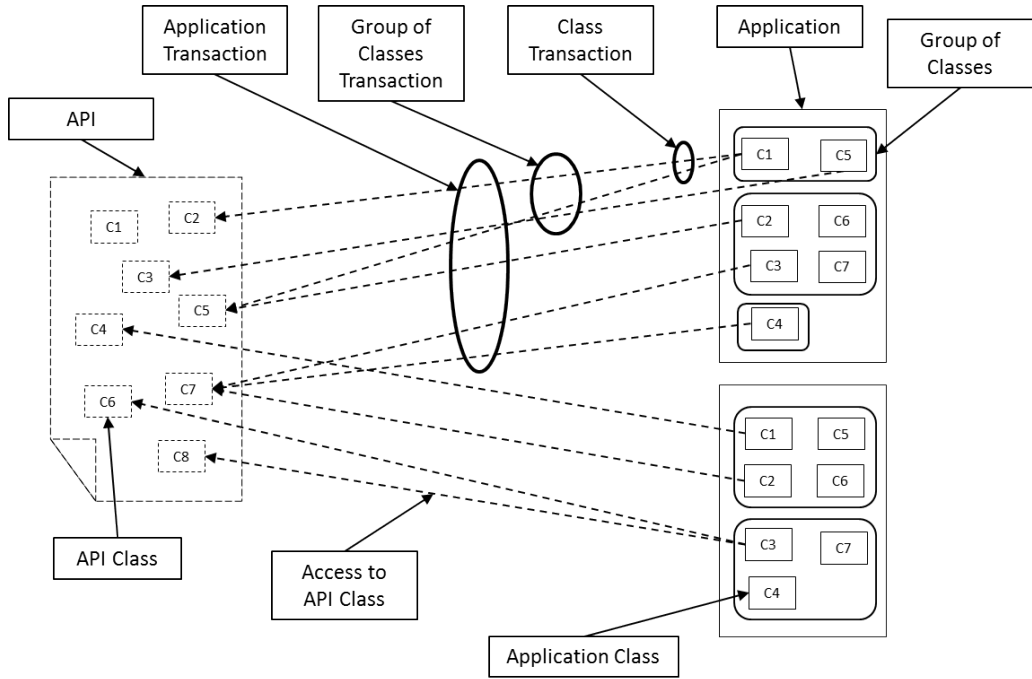 Application
Transaction
Group of
Classes
Transaction
Class
Transaction
Application
Group of
Classes
API
C1
C2
C3
C5
C4
C7
C6
C8
C1
C5
C2
C6
C3
C7
C4
C1
C5
C2
C6
C3
C7
C4
API Class
Access to
API Class
Application Class